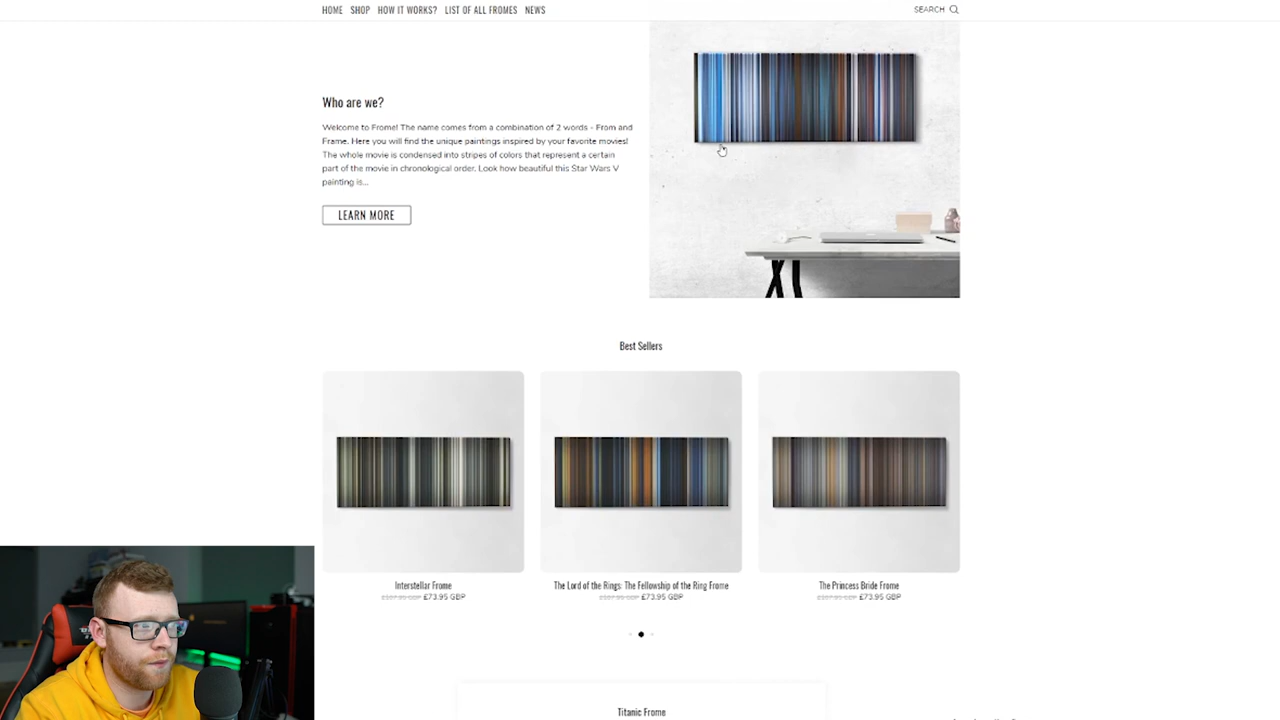 HOME SHOP HOW IT WORKS? LIST OF ALL FROMES NEWS SEARCH
Who are we?
Welcome to Frome! The name comes from a combination of 2 words - From and
Frame. Here you will find the unique paintings inspired by your favorite movies!
The whole movie is condensed into stripes of colors that represent a certain
part of the movie in chronological order. Look how beautiful this Star Wars V
painting is...
LEARN MORE
Best Sellers
Interstellar Frome
£73.95 GBP
The Lord of the Rings: The Fellowship of the Ring Frome
£73.95 GBP
The Princess Bride Frome
£73.95 GBP
Titanic Frome